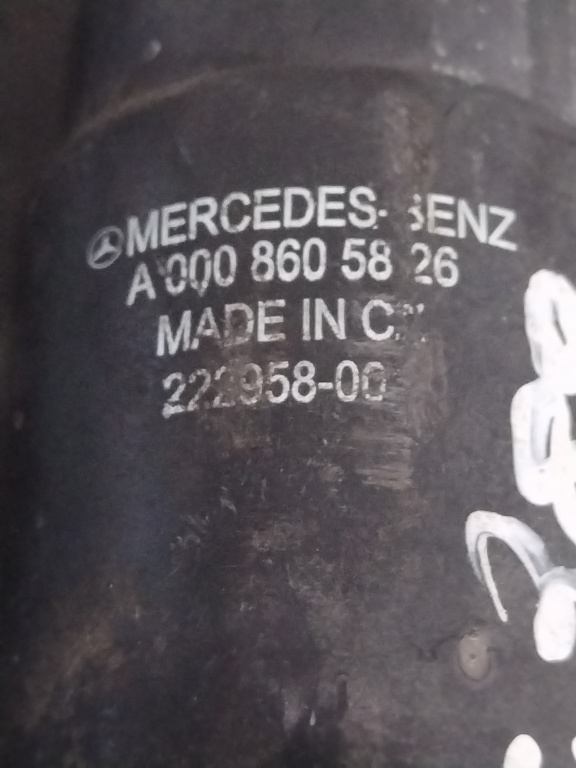 MERCEDES-BENZ
A 000 860 58 26
MADE IN
222958-00